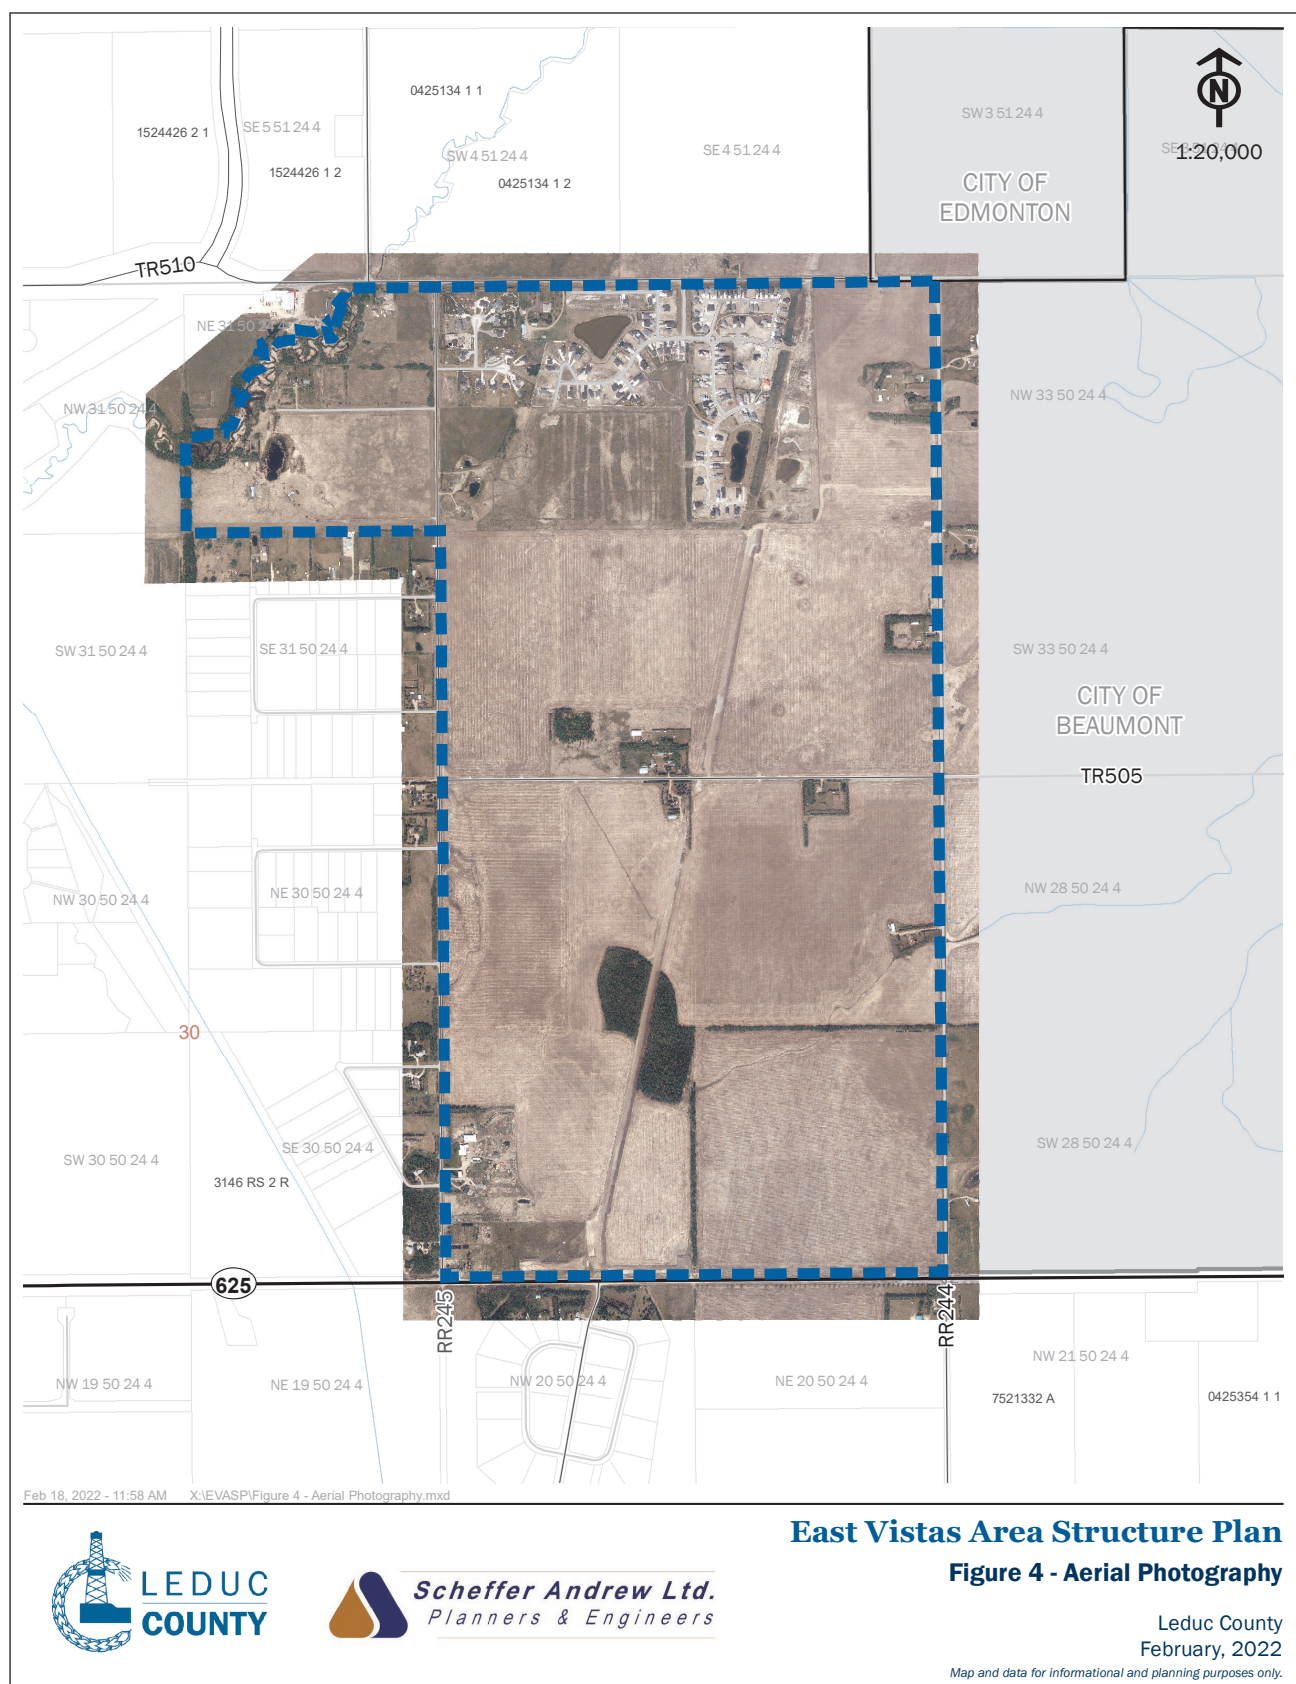 0425134 1 1
SW 3 51 24 4
N
1524426 2 1
SE 5 51 24 4
SW 4 51 24 4
SE 4 51 24 4
1:20,000
1524426 1 2
0425134 1 2
CITY OF
EDMONTON
TR510
NE 31 50 24 4
NW 31 50 24 4
NW 33 50 24 4
SW 31 50 24 4
SE 31 50 24 4
SW 33 50 24 4
CITY OF
BEAUMONT
TR505
NW 30 50 24 4
NE 30 50 24 4
NW 28 50 24 4
30
SW 30 50 24 4
SE 30 50 24 4
SW 28 50 24 4
3146 RS 2 R
625
RR245
RR244
NW 19 50 24 4
NE 19 50 24 4
NW 20 50 24 4
NE 20 50 24 4
NW 21 50 24 4
7521332 A
0425354 1 1
Feb 18, 2022 - 11:58 AM X:\EVASP\Figure 4 - Aerial Photography.mxd
LEDUC
COUNTY
Scheffer Andrew Ltd.
Planners & Engineers
East Vistas Area Structure Plan
Figure 4 - Aerial Photography
Leduc County
February, 2022
Map and data for informational and planning purposes only.